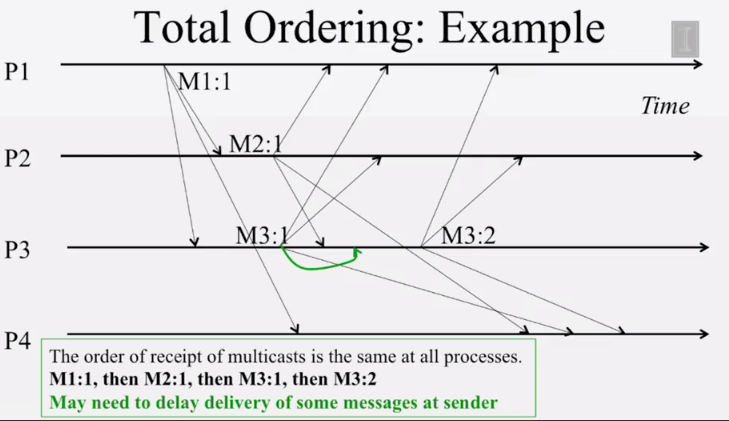 Total Ordering: Example
P1
M1:1
Time
M2:1
P2
M3:1
M3:2
P3
P4
The order of receipt of multicasts is the same at all processes.
M1:1, then M2:1, then M3:1, then M3:2
May need to delay delivery of some messages at sender